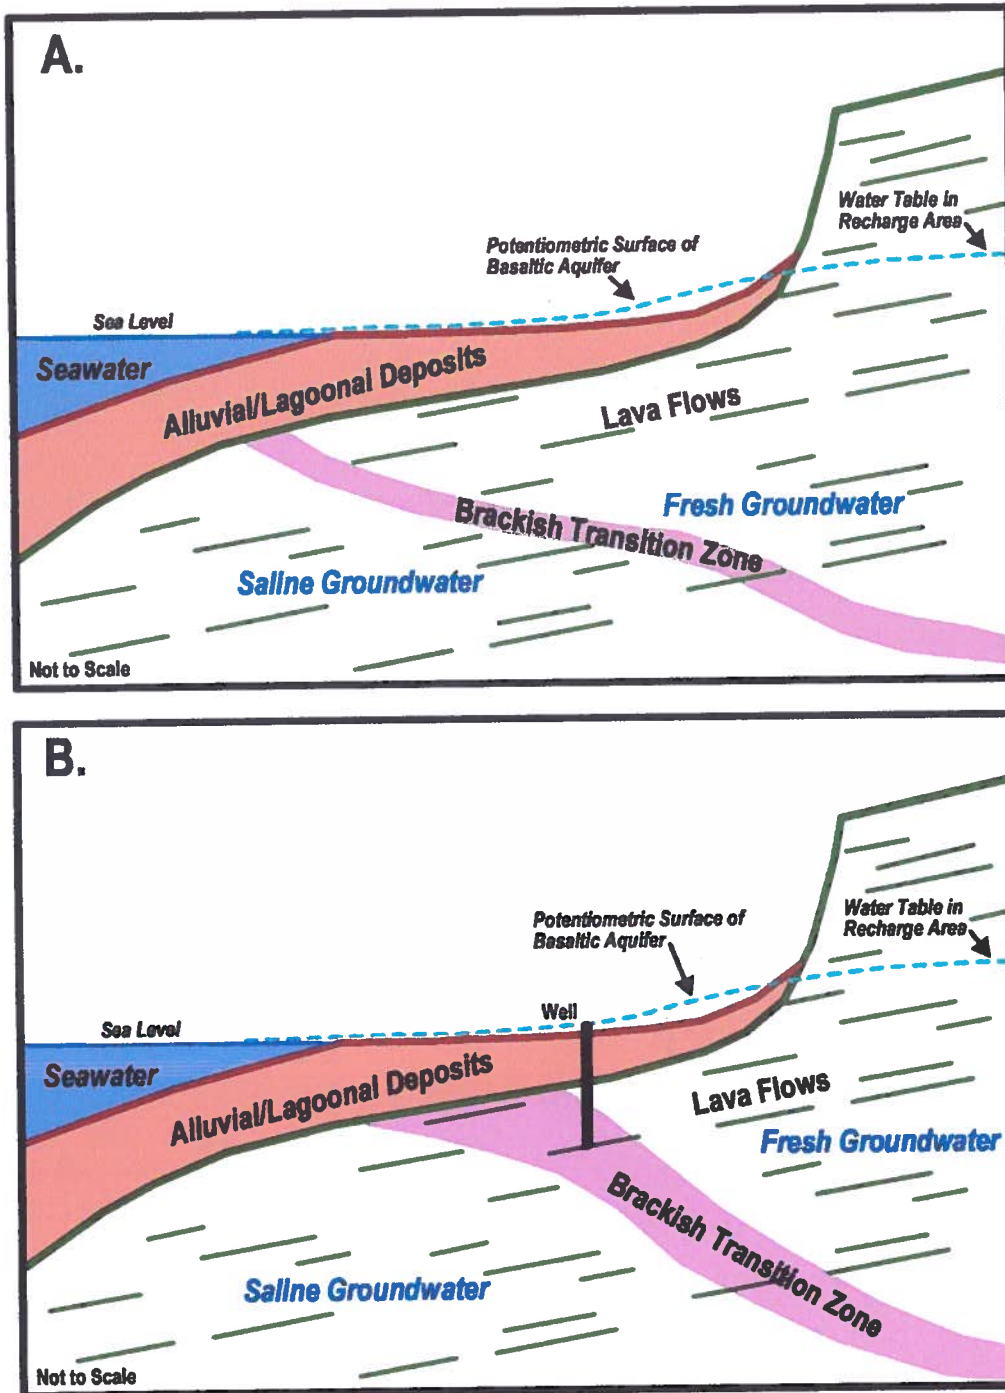 A.
Water Table in
Recharge Area
Potentiometric Surface of
Basaltic Aquifer
Sea Level
Seawater
Alluvial/Lagoonal Deposits
Lava Flows
Fresh Groundwater
Brackish Transition Zone
Saline Groundwater
Not to Scale
B.
Water Table in
Recharge Area
Potentiometric Surface of
Basaltic Aquifer
Well
Sea Level
Seawater
Alluvial/Lagoonal Deposits
Lava Flows
Fresh Groundwater
Brackish Transition Zone
Saline Groundwater
Not to Scale